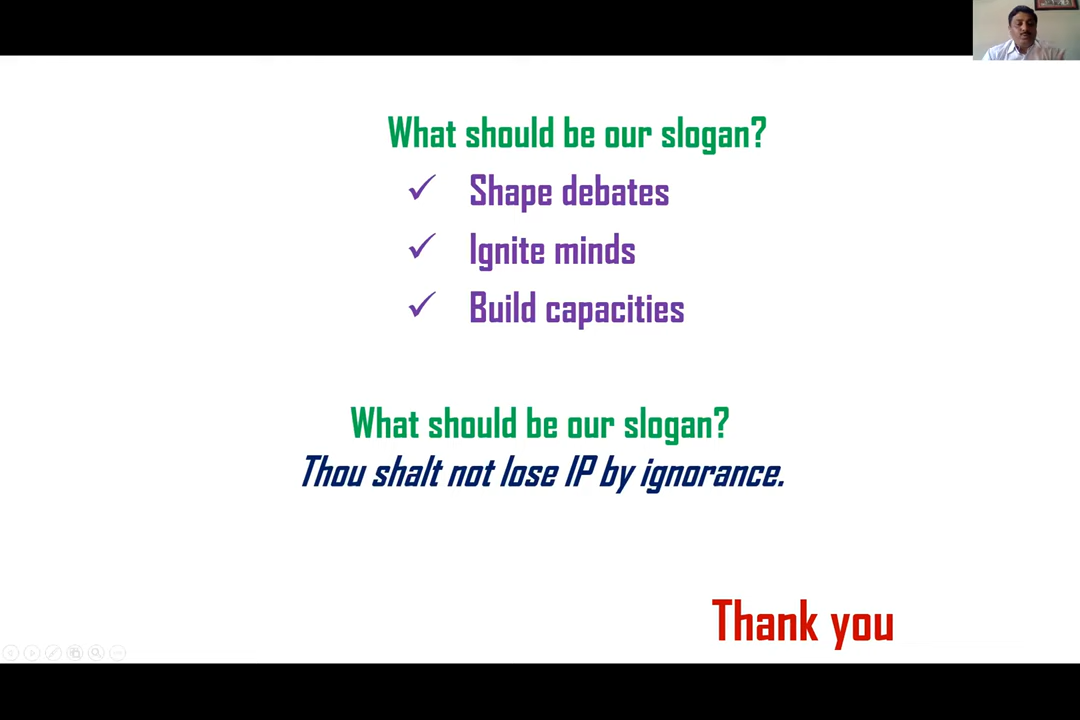 What should be our slogan?
✓ Shape debates
✓ Ignite minds
✓ Build capacities
What should be our slogan?
Thou shalt not lose IP by ignorance.
Thank you